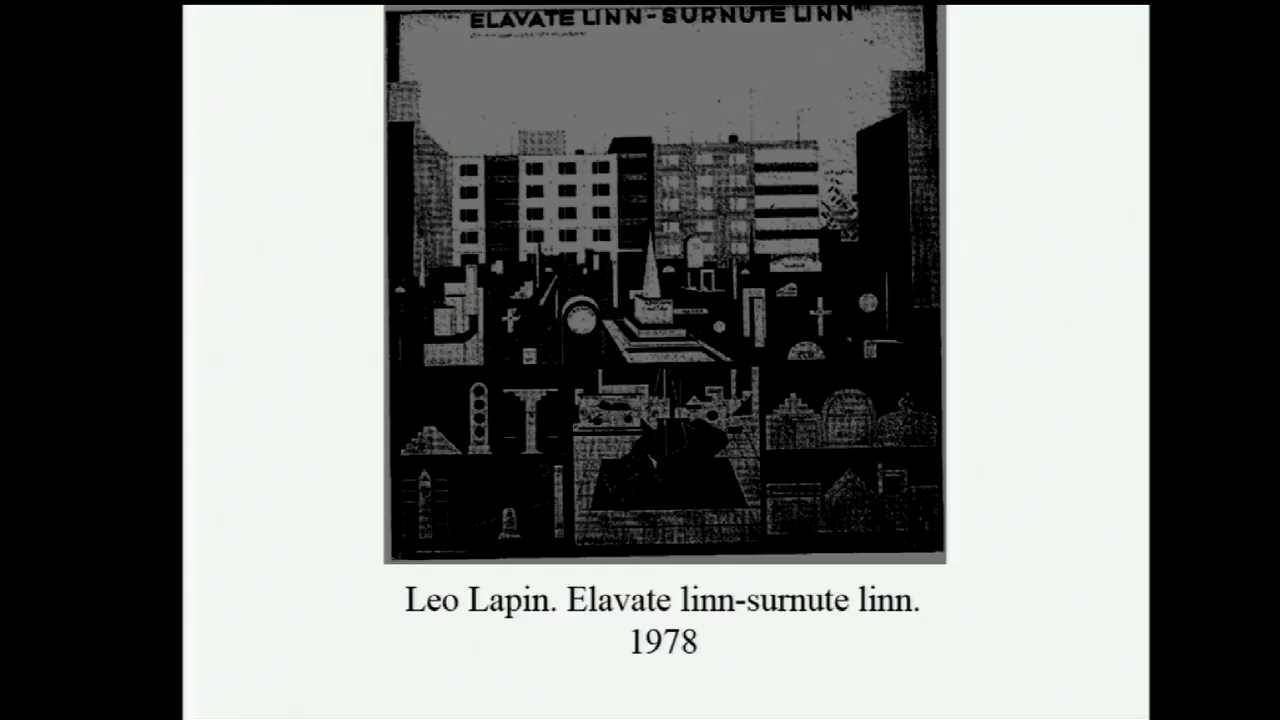 ELAVATE LINN - SURNUTE LINN
Leo Lapin. Elavate linn-surnute linn.
1978